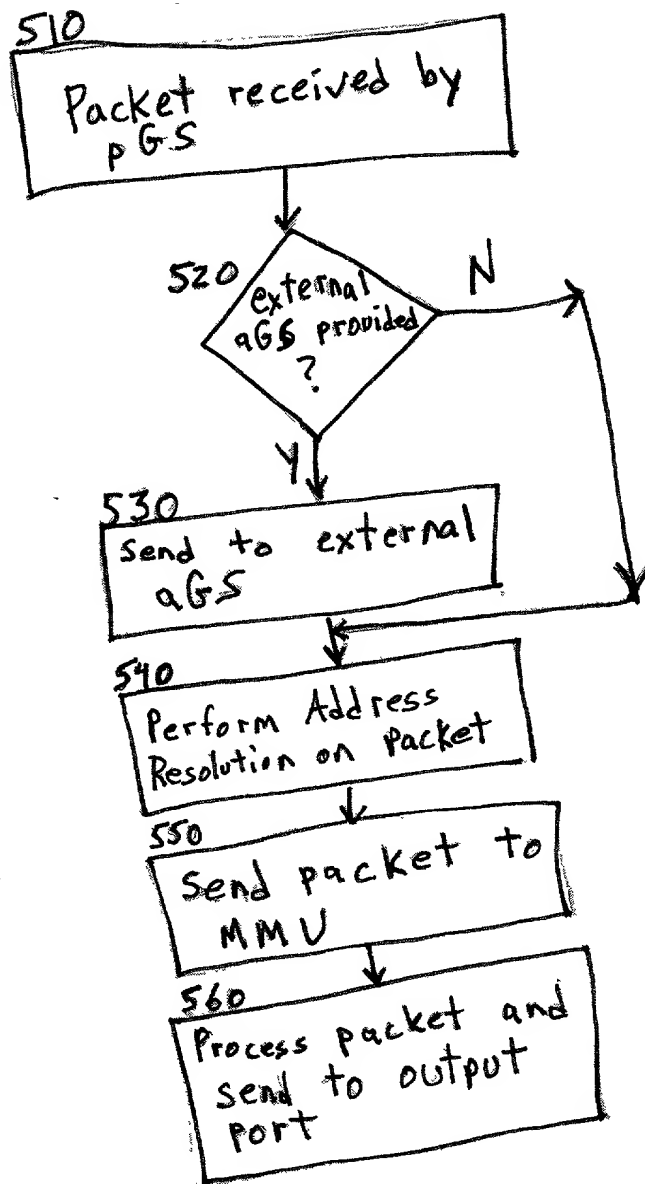 510
Packet received by
pGS
520
N
external
aGS provided
?
Y
530
Send to external
aGS
540
Perform Address
Resolution on packet
550
Send packet to
MMU
560
Process packet and
send to output
port